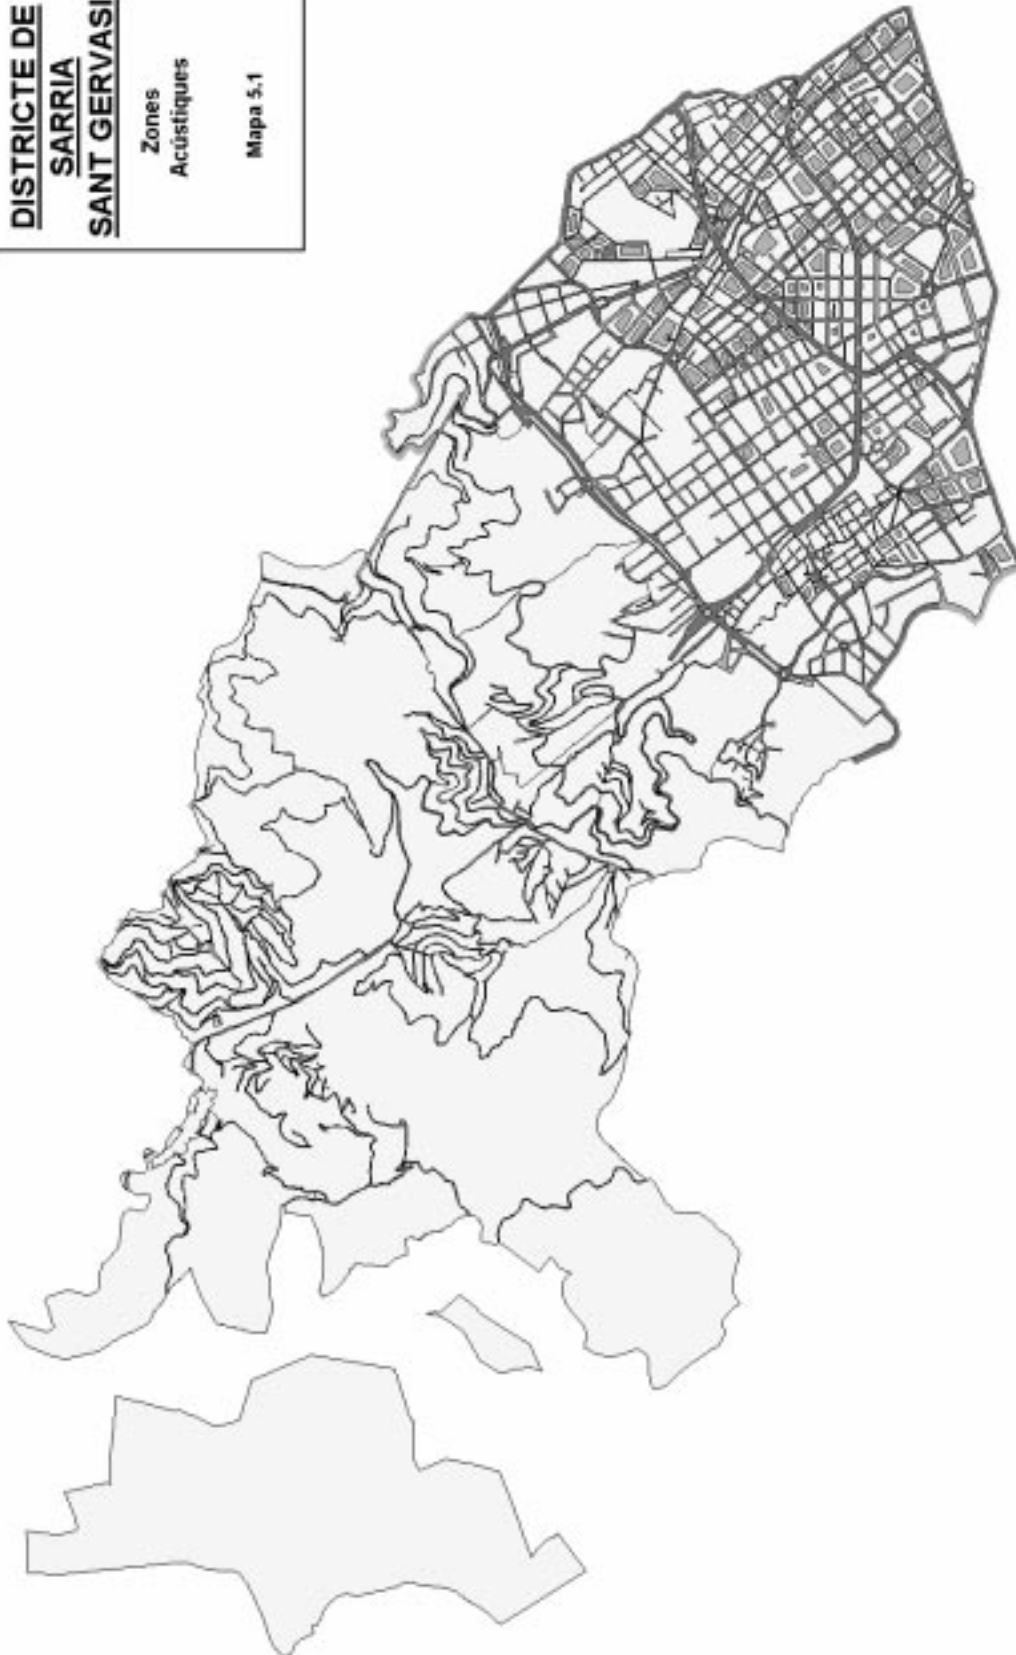 DISTRICTE DE
SARRIA
SANT GERVASI
Zones
Acústiques
Mapa 5.1